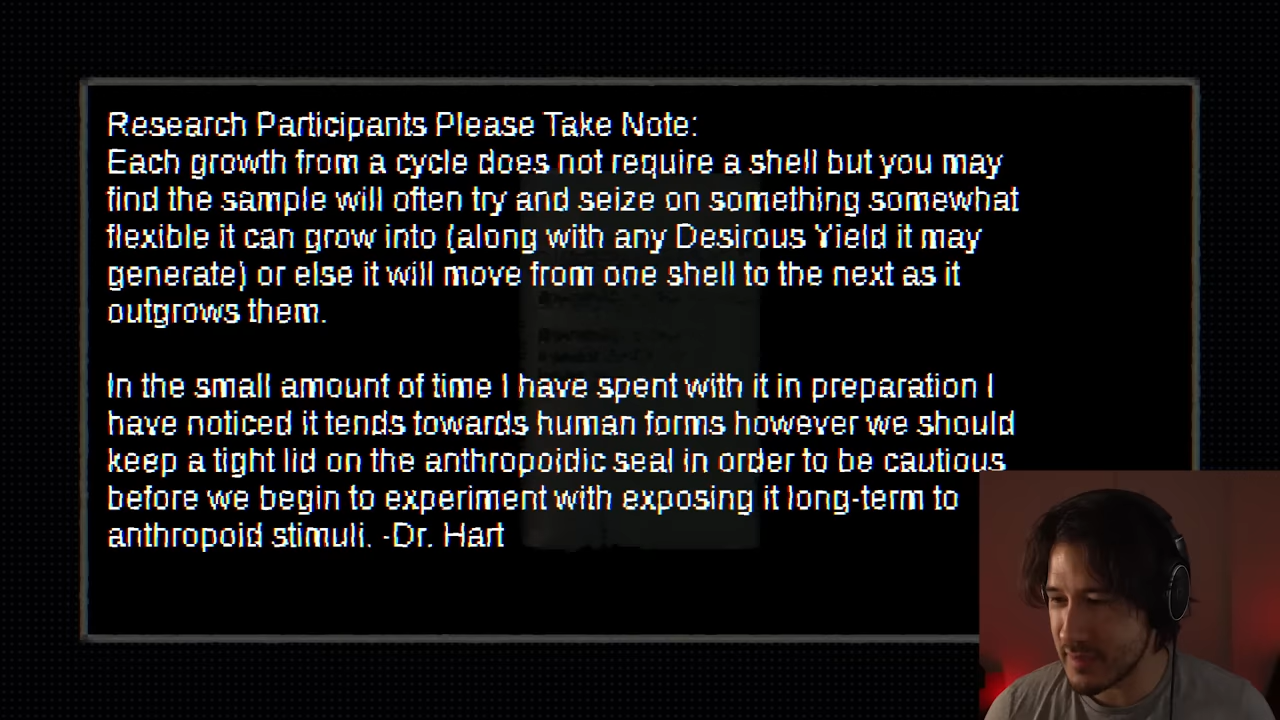 Research Participants Please Take Note:
Each growth from a cycle does not require a shell but you may
find the sample will often try and seize on something somewhat
flexible it can grow into (along with any Desirous Yield it may
generate) or else it will move from one shell to the next as it
outgrows them.
In the small amount of time I have spent with it in preparation I
have noticed it tends towards human forms however we should
keep a tight lid on the anthropoidic seal in order to be cautious
before we begin to experiment with exposing it long-term to
anthropoid stimuli. -Dr. Hart